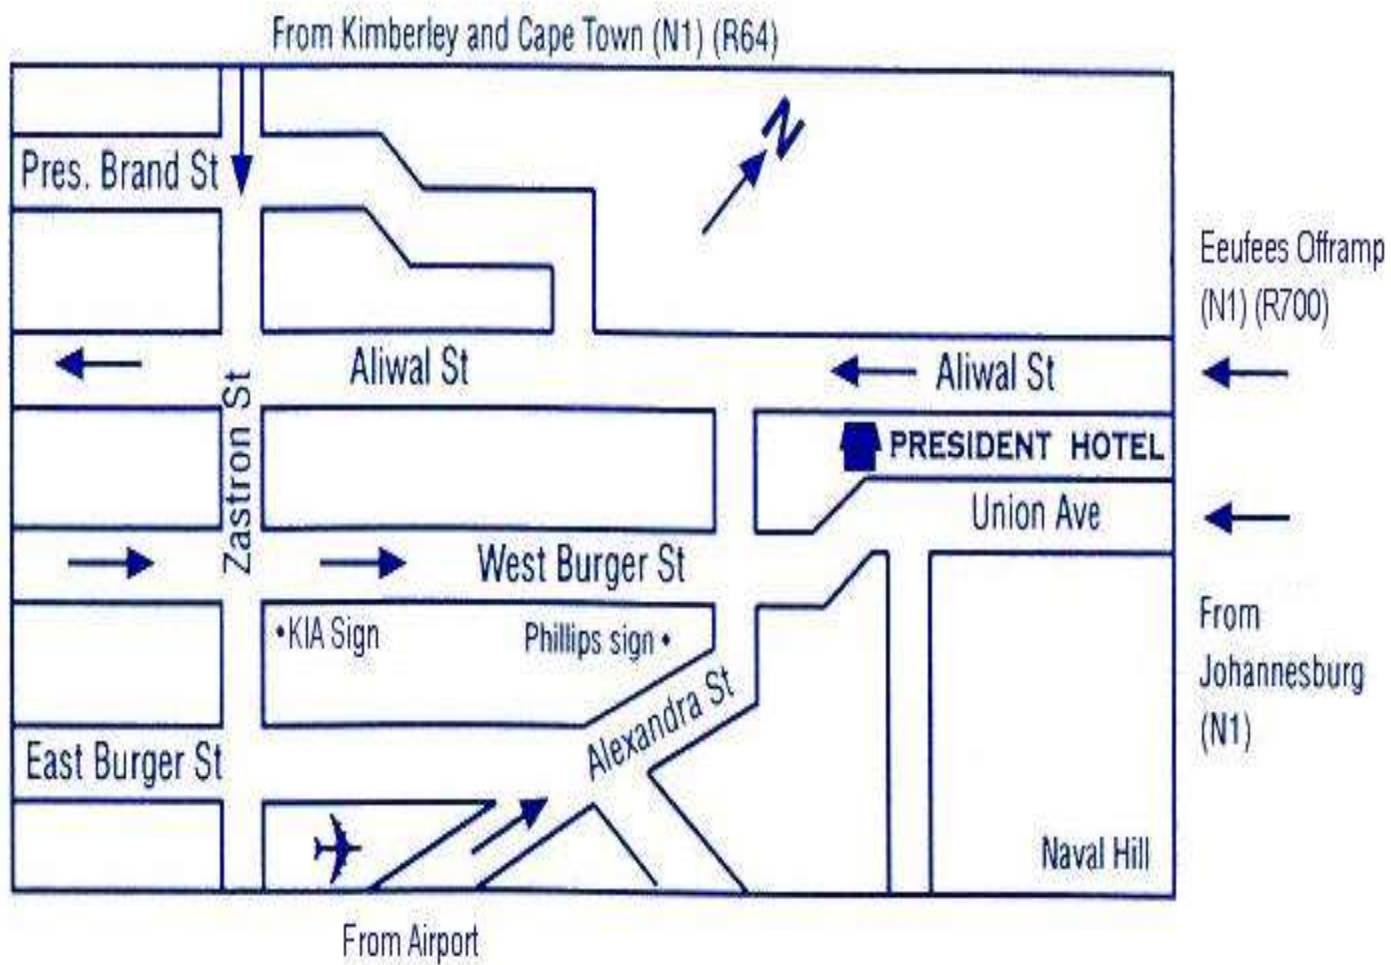 From Kimberley and Cape Town (N1) (R64)
N
Pres. Brand St
Eeufees Offramp
(N1) (R700)
Aliwal St
Aliwal St
Zastron St
PRESIDENT HOTEL
Union Ave
West Burger St
•KIA Sign
Phillips sign •
From
Johannesburg
(N1)
Alexandra St
East Burger St
Naval Hill
From Airport